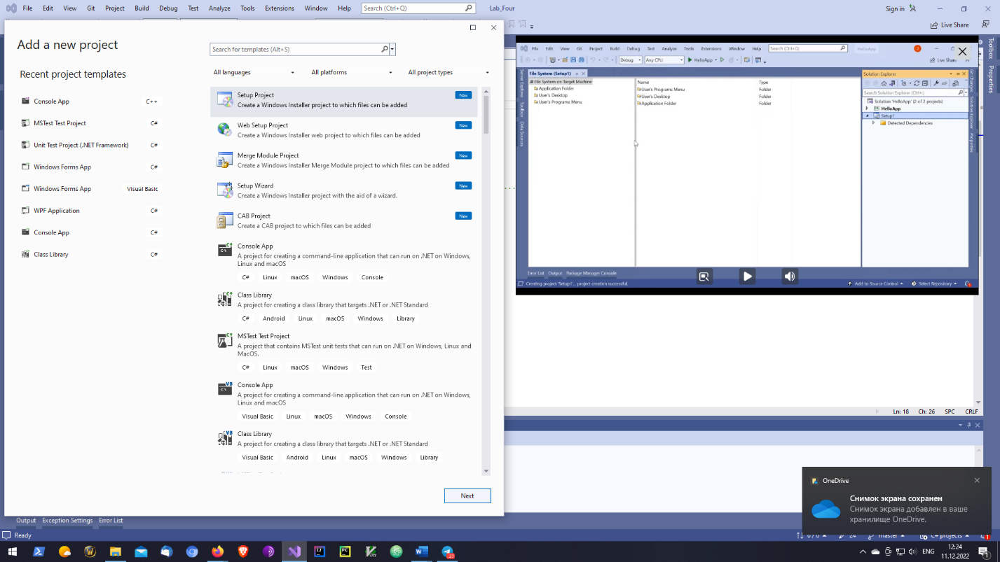 File Edit View Git Project Build Debug Test Analyze Tools Extensions Window Help Search (Ctrl+Q) Lab_Four Sign in
Live Share
Add a new project
Recent project templates
Console App C++
MSTest Test Project C#
Unit Test Project (.NET Framework) C#
Windows Forms App C#
Windows Forms App Visual Basic
WPF Application C#
Console App C#
Class Library C#
Search for templates (Alt+S)
All languages All platforms All project types
Setup Project New
Create a Windows Installer project to which files can be added
Web Setup Project New
Create a Windows Installer web project to which files can be added
Merge Module Project New
Create a Windows Installer Merge Module project to which files can be added
Setup Wizard New
Create a Windows Installer project with the aid of a wizard.
CAB Project New
Create a CAB project to which files can be added
Console App
A project for creating a command-line application that can run on .NET on Windows,
Linux and macOS
C# Linux macOS Windows Console
Class Library
A project for creating a class library that targets .NET or .NET Standard
C# Android Linux macOS Windows Library
MSTest Test Project
A project that contains MSTest unit tests that can run on .NET on Windows, Linux and
MacOS.
C# Linux macOS Windows Test
Console App
A project for creating a command-line application that can run on .NET on Windows,
Linux and macOS
Visual Basic Linux macOS Windows Console
Class Library
A project for creating a class library that targets .NET or .NET Standard
Visual Basic Android Linux macOS Windows Library
Next
File Edit View Git Project Build Debug Test Analyze Tools Extensions Window Help Search (Ctrl+Q) HelloApp
Debug Any CPU HelloApp Live Share
File System (Setup1)
File System on Target Machine
Application Folder
User's Desktop
User's Programs Menu
Name Type
User's Programs Menu Folder
User's Desktop Folder
Application Folder Folder
Solution Explorer
Search Solution Explorer (Ctrl+;)
Solution 'HelloApp' (2 of 2 projects)
HelloApp
Setup1
Detected Dependencies
Server Explorer Toolbox Data Sources
Git Changes Solution Explorer Properties
Error List Output Package Manager Console
Creating project 'Setup1'... project creation successful. Add to Source Control Select Repository
Toolbox Properties
Ln: 18 Ch: 26 SPC CRLF
OneDrive
Снимок экрана сохранен
Снимок экрана добавлен в ваше
хранилище OneDrive.
Output Exception Settings Error List
Ready 0 / 0 24 master C# projects 1
27 ENG 12:24
11.12.2022 1